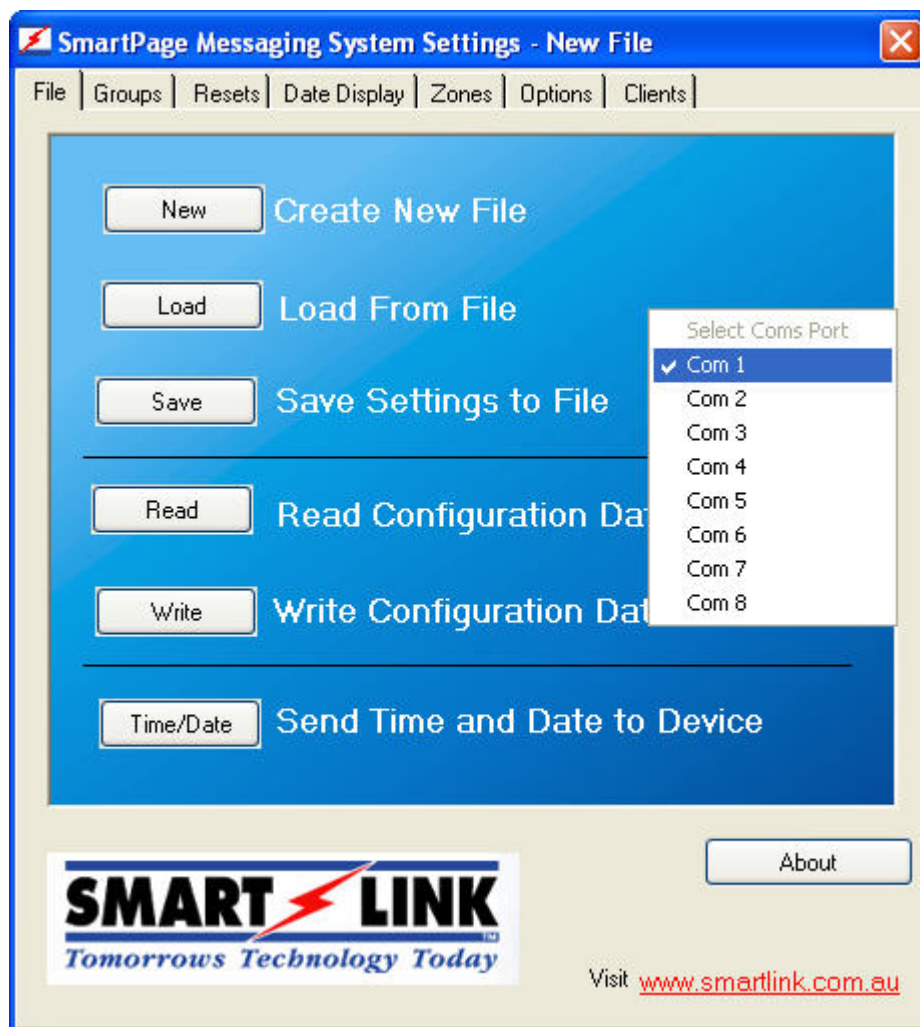 SmartPage Messaging System Settings - New File
File Groups Resets Date Display Zones Options Clients
New Create New File
Load Load From File
Select Coms Port
Com 1
Save Save Settings to File
Com 2
Com 3
Com 4
Read Read Configuration Dat
Com 5
Com 6
Com 7
Write Write Configuration Dat
Com 8
Time/Date Send Time and Date to Device
About
SMART LINK
TM
Tomorrows Technology Today
Visit www.smartlink.com.au